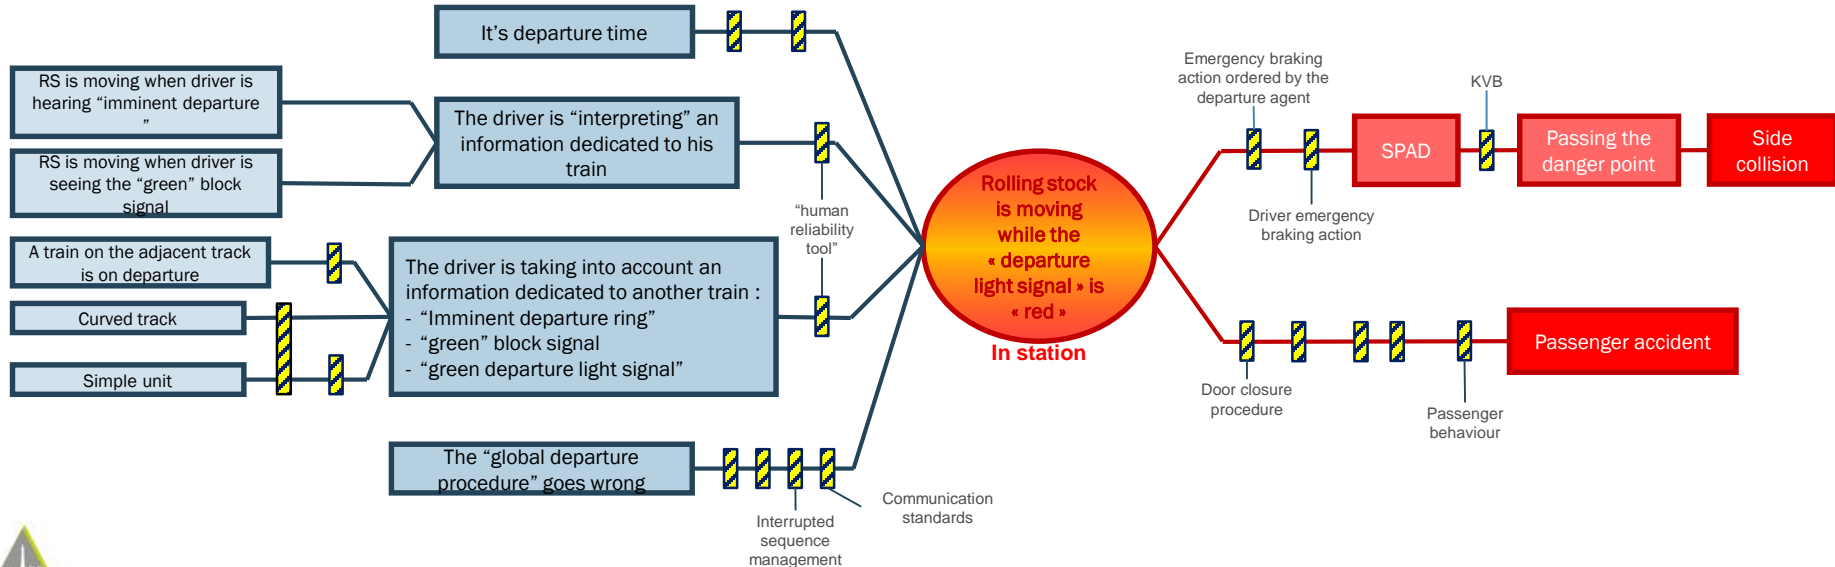 It's departure time
RS is moving when driver is
hearing “imminent departure
”
RS is moving when driver is
seeing the “green” block
signal
The driver is “interpreting” an
information dedicated to his
train
A train on the adjacent track
is on departure
Curved track
Simple unit
The driver is taking into account an
information dedicated to another train :
- “Imminent departure ring”
- “green” block signal
- “green departure light signal”
The “global departure
procedure” goes wrong
“human
reliability
tool”
Interrupted
sequence
management
Communication
standards
Rolling stock
is moving
while the
« departure
light signal » is
« red »
In station
Emergency braking
action ordered by the
departure agent
Driver emergency
braking action
SPAD
KVB
Passing the
danger point
Side
collision
Door closure
procedure
Passenger
behaviour
Passenger accident